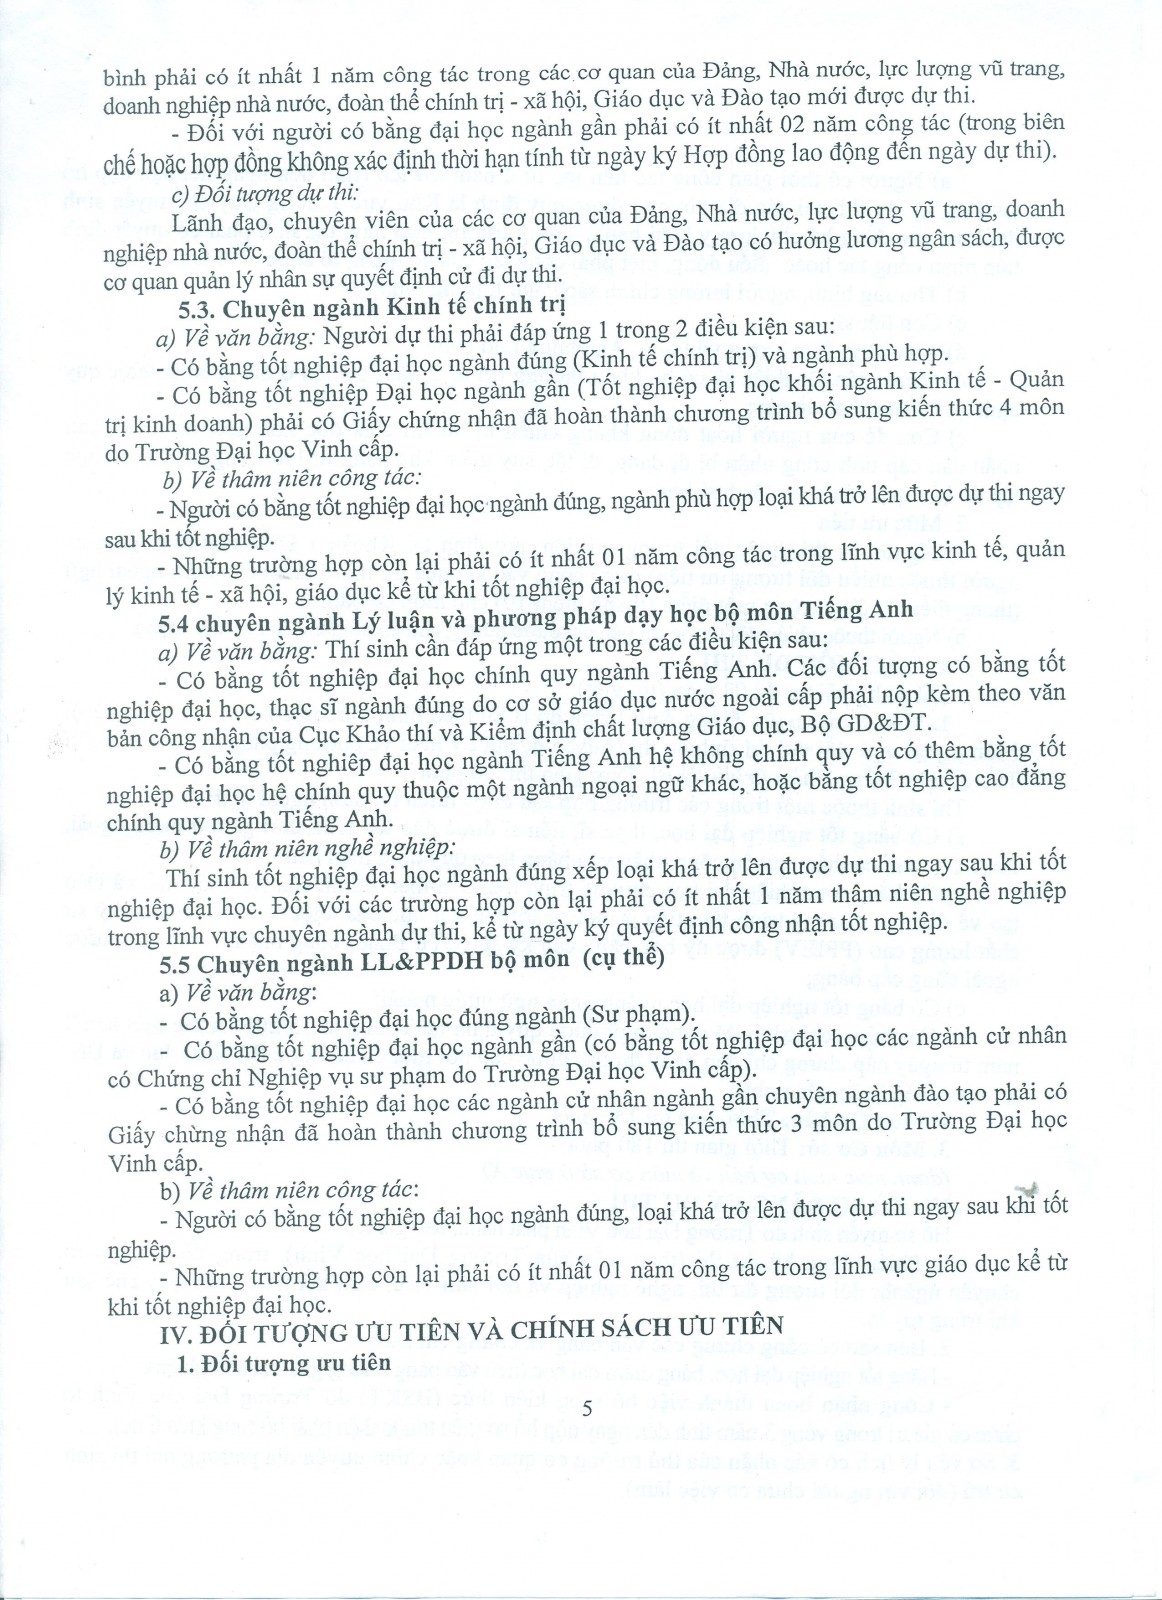 bình phải có ít nhất 1 năm công tác trong các cơ quan của Đảng, Nhà nước, lực lượng vũ trang,
doanh nghiệp nhà nước, đoàn thể chính trị - xã hội, Giáo dục và Đào tạo mới được dự thi.
- Đối với người có bằng đại học ngành gần phải có ít nhất 02 năm công tác (trong biên
chế hoặc hợp đồng không xác định thời hạn tính từ ngày ký Hợp đồng lao động đến ngày dự thi).
c) Đối tượng dự thi:
Lãnh đạo, chuyên viên của các cơ quan của Đảng, Nhà nước, lực lượng vũ trang, doanh
nghiệp nhà nước, đoàn thể chính trị - xã hội, Giáo dục và Đào tạo có hưởng lương ngân sách, được
cơ quan quản lý nhân sự quyết định cử đi dự thi.
5.3. Chuyên ngành Kinh tế chính trị
a) Về văn bằng: Người dự thi phải đáp ứng 1 trong 2 điều kiện sau:
- Có bằng tốt nghiệp đại học ngành đúng (Kinh tế chính trị) và ngành phù hợp.
- Có bằng tốt nghiệp Đại học ngành gần (Tốt nghiệp đại học khối ngành Kinh tế - Quản
trị kinh doanh) phải có Giấy chứng nhận đã hoàn thành chương trình bổ sung kiến thức 4 môn
do Trường Đại học Vinh cấp.
b) Về thâm niên công tác:
- Người có bằng tốt nghiệp đại học ngành đúng, ngành phù hợp loại khá trở lên được dự thi ngay
sau khi tốt nghiệp.
- Những trường hợp còn lại phải có ít nhất 01 năm công tác trong lĩnh vực kinh tế, quản
lý kinh tế - xã hội, giáo dục kể từ khi tốt nghiệp đại học.
5.4 chuyên ngành Lý luận và phương pháp dạy học bộ môn Tiếng Anh
a) Về văn bằng: Thí sinh cần đáp ứng một trong các điều kiện sau:
- Có bằng tốt nghiệp đại học chính quy ngành Tiếng Anh. Các đối tượng có bằng tốt
nghiệp đại học, thạc sĩ ngành đúng do cơ sở giáo dục nước ngoài cấp phải nộp kèm theo văn
bản công nhận của Cục Khảo thí và Kiểm định chất lượng Giáo dục, Bộ GD&ĐT.
- Có bằng tốt nghiệp đại học ngành Tiếng Anh hệ không chính quy và có thêm bằng tốt
nghiệp đại học hệ chính quy thuộc một ngành ngoại ngữ khác, hoặc bằng tốt nghiệp cao đẳng
chính quy ngành Tiếng Anh.
b) Về thâm niên nghề nghiệp:
Thí sinh tốt nghiệp đại học ngành đúng xếp loại khá trở lên được dự thi ngay sau khi tốt
nghiệp đại học. Đối với các trường hợp còn lại phải có ít nhất 1 năm thâm niên nghề nghiệp
trong lĩnh vực chuyên ngành dự thi, kể từ ngày ký quyết định công nhận tốt nghiệp.
5.5 Chuyên ngành LL&PPDH bộ môn (cụ thể)
a) Về văn bằng:
- Có bằng tốt nghiệp đại học đúng ngành (Sư phạm).
- Có bằng tốt nghiệp đại học ngành gần (có bằng tốt nghiệp đại học các ngành cử nhân
có Chứng chỉ Nghiệp vụ sư phạm do Trường Đại học Vinh cấp).
- Có bằng tốt nghiệp đại học các ngành cử nhân ngành gần chuyên ngành đào tạo phải có
Giấy chừng nhận đã hoàn thành chương trình bổ sung kiến thức 3 môn do Trường Đại học
Vinh cấp.
b) Về thâm niên công tác:
- Người có bằng tốt nghiệp đại học ngành đúng, loại khá trở lên được dự thi ngay sau khi tốt
nghiệp.
- Những trường hợp còn lại phải có ít nhất 01 năm công tác trong lĩnh vực giáo dục kể từ
khi tốt nghiệp đại học.
IV. ĐỐI TƯỢNG ƯU TIÊN VÀ CHÍNH SÁCH ƯU TIÊN
1. Đối tượng ưu tiên
5